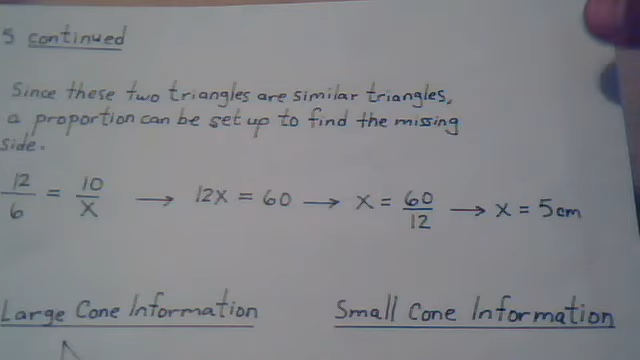 5 continued
Since these two triangles are similar triangles,
a proportion can be set up to find the missing
side.
12/6 = 10/x → 12x = 60 → x = 60/12 → x = 5cm
Large Cone Information Small Cone Information